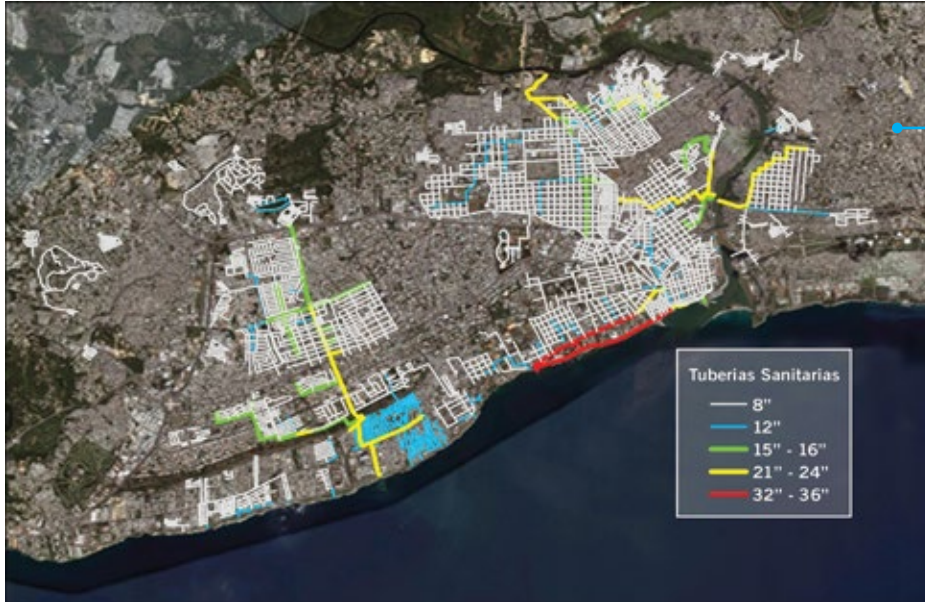 Tuberias Sanitarias
8"
12"
15" - 16"
21" - 24"
32" - 36"